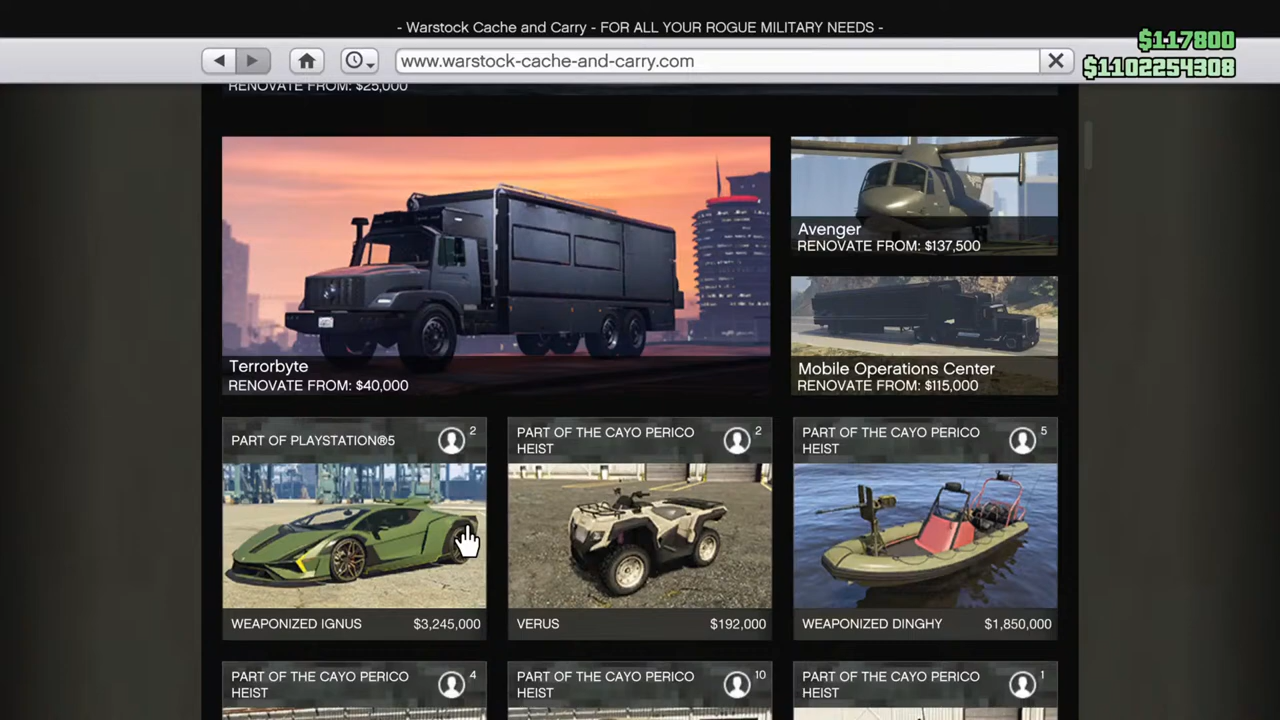 - Warstock Cache and Carry - FOR ALL YOUR ROGUE MILITARY NEEDS -
$117800
www.warstock-cache-and-carry.com
$1102254308
RENOVATE FROM: $25,000
Avenger
RENOVATE FROM: $137,500
Terrorbyte
RENOVATE FROM: $40,000
Mobile Operations Center
RENOVATE FROM: $115,000
PART OF PLAYSTATION®5
2
PART OF THE CAYO PERICO
HEIST
2
PART OF THE CAYO PERICO
HEIST
5
WEAPONIZED IGNUS $3,245,000
VERUS $192,000
WEAPONIZED DINGHY $1,850,000
PART OF THE CAYO PERICO
HEIST
4
PART OF THE CAYO PERICO
HEIST
10
PART OF THE CAYO PERICO
HEIST
1